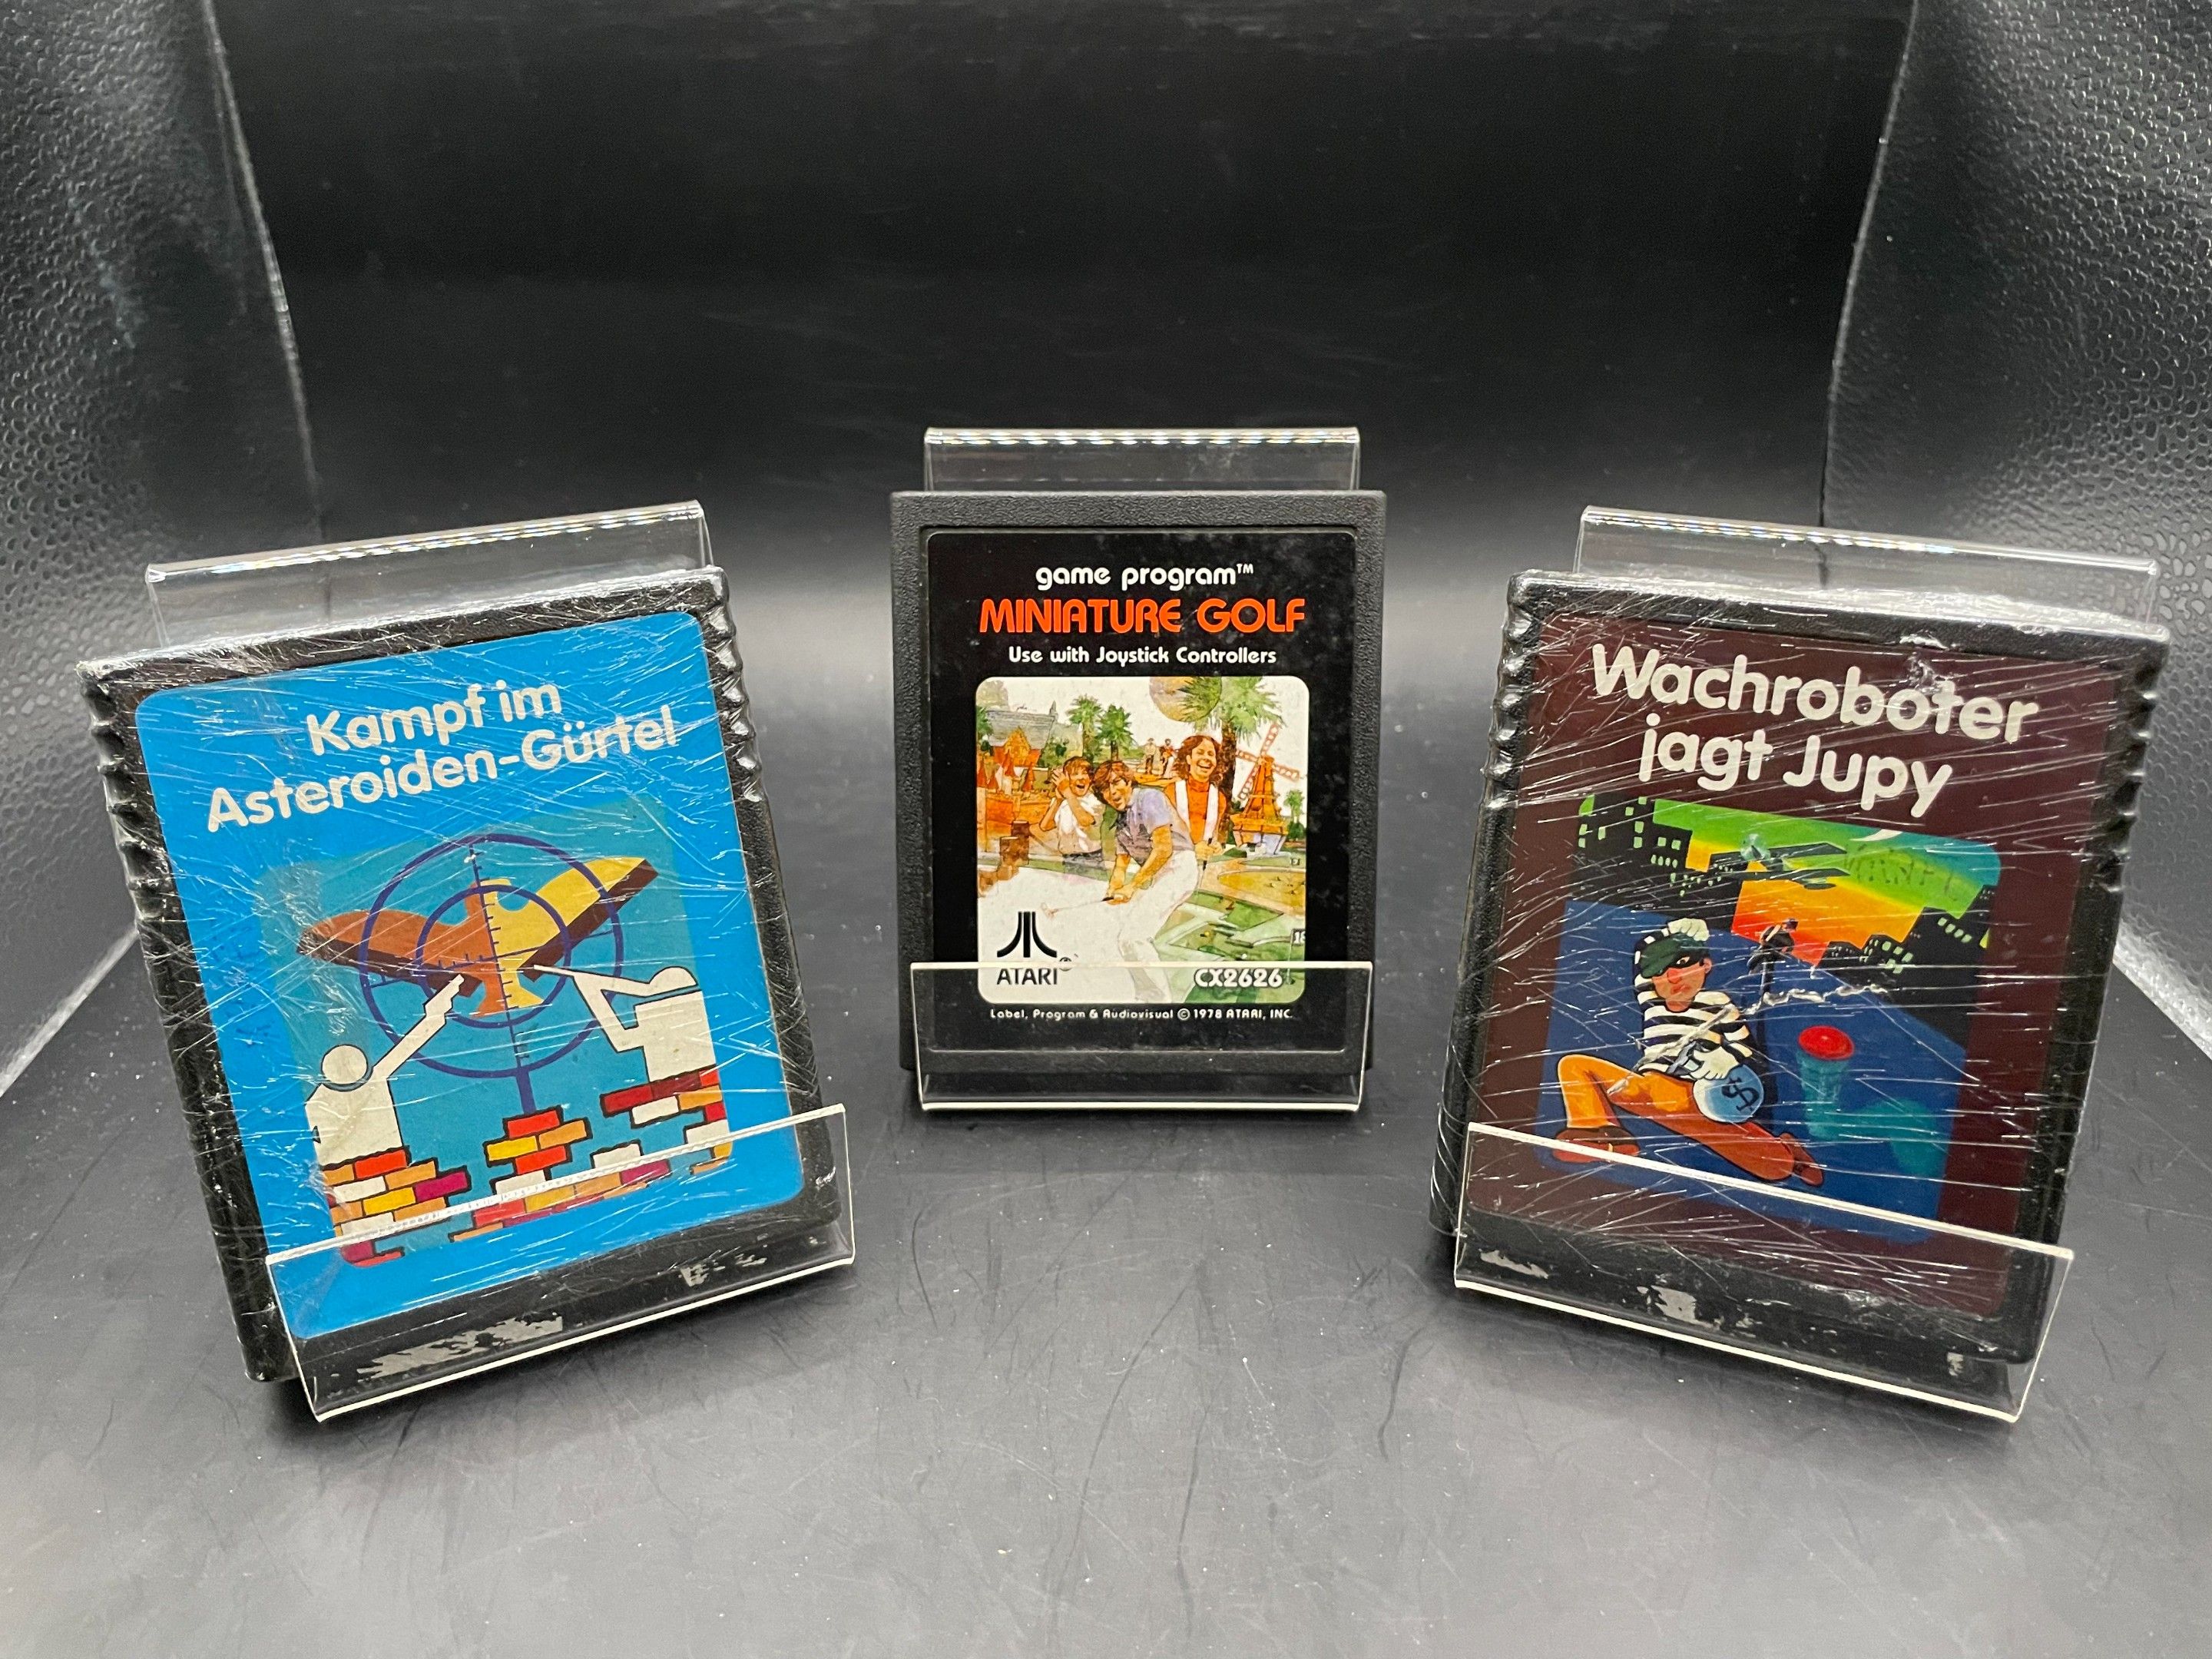 Kampf im
Asteroiden-Gürtel
game program™
MINIATURE GOLF
Use with Joystick Controllers
18
ATARI®
CX2626
Label, Program & Audiovisual © 1978 ATARI, INC.
Wachroboter
jagt Jupy
$